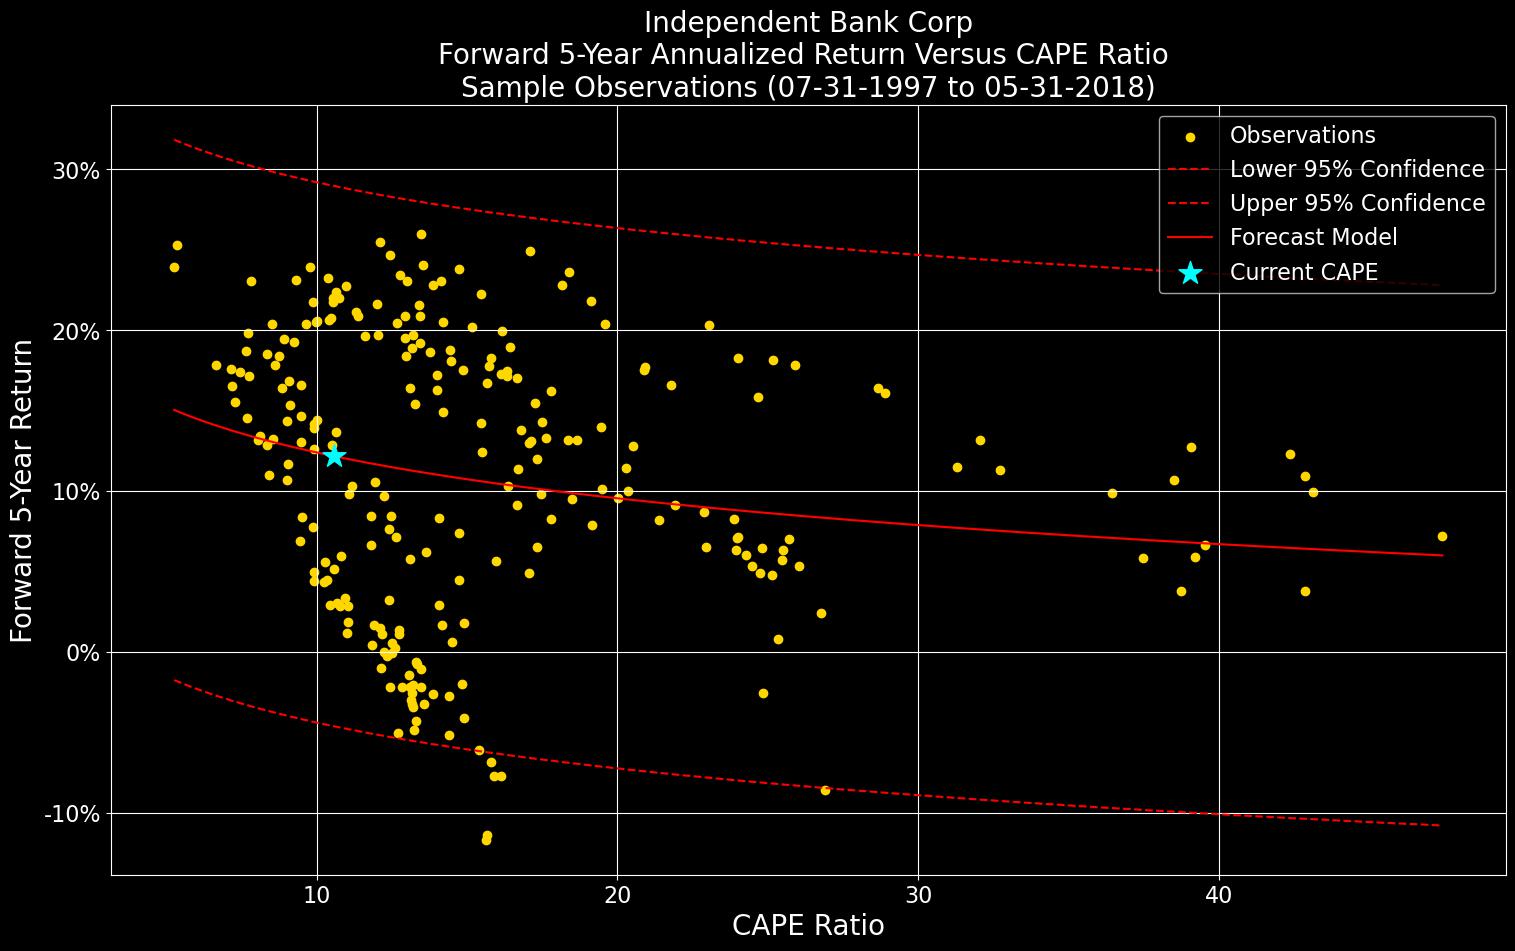 Independent Bank Corp
Forward 5-Year Annualized Return Versus CAPE Ratio
Sample Observations (07-31-1997 to 05-31-2018)
Observations
Lower 95% Confidence
Upper 95% Confidence
Forecast Model
Current CAPE
Forward 5-Year Return
30%
20%
10%
0%
-10%
10 20 30 40
CAPE Ratio